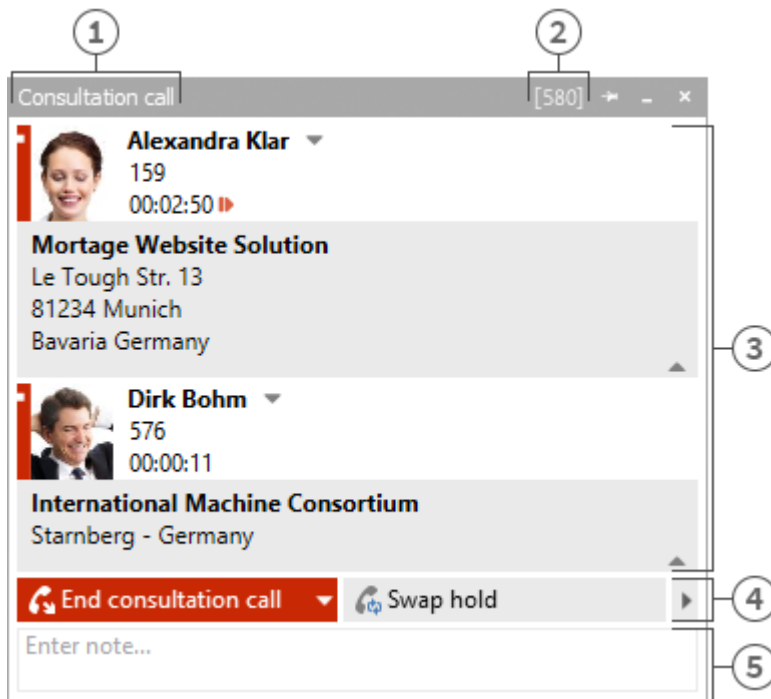 1
2
Consultation call [580]
Alexandra Klar
159
00:02:50
Mortage Website Solution
Le Tough Str. 13
81234 Munich
Bavaria Germany
3
Dirk Bohm
576
00:00:11
International Machine Consortium
Starnberg - Germany
End consultation call
Swap hold
4
Enter note...
5